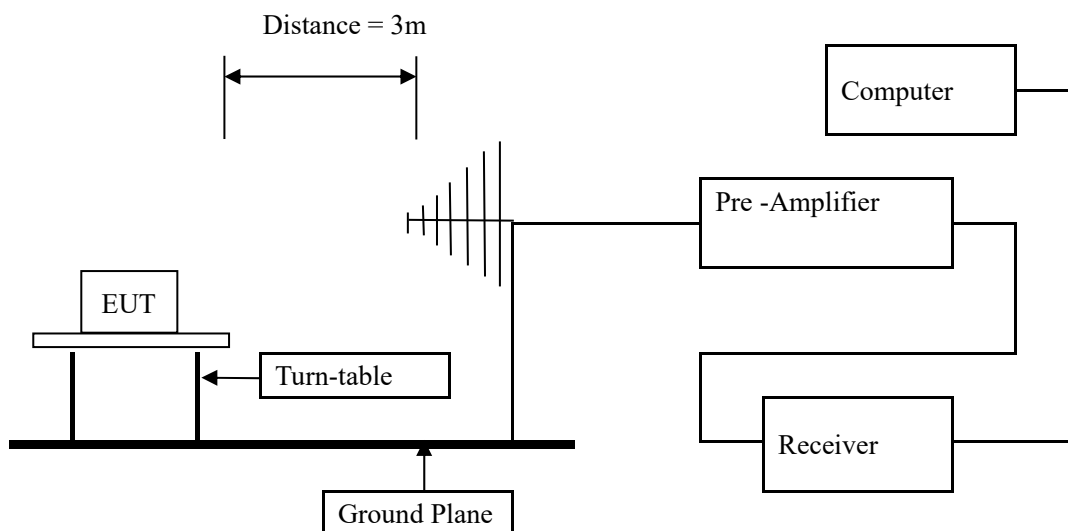 Distance = 3m
Computer
Pre -Amplifier
EUT
Turn-table
Receiver
Ground Plane